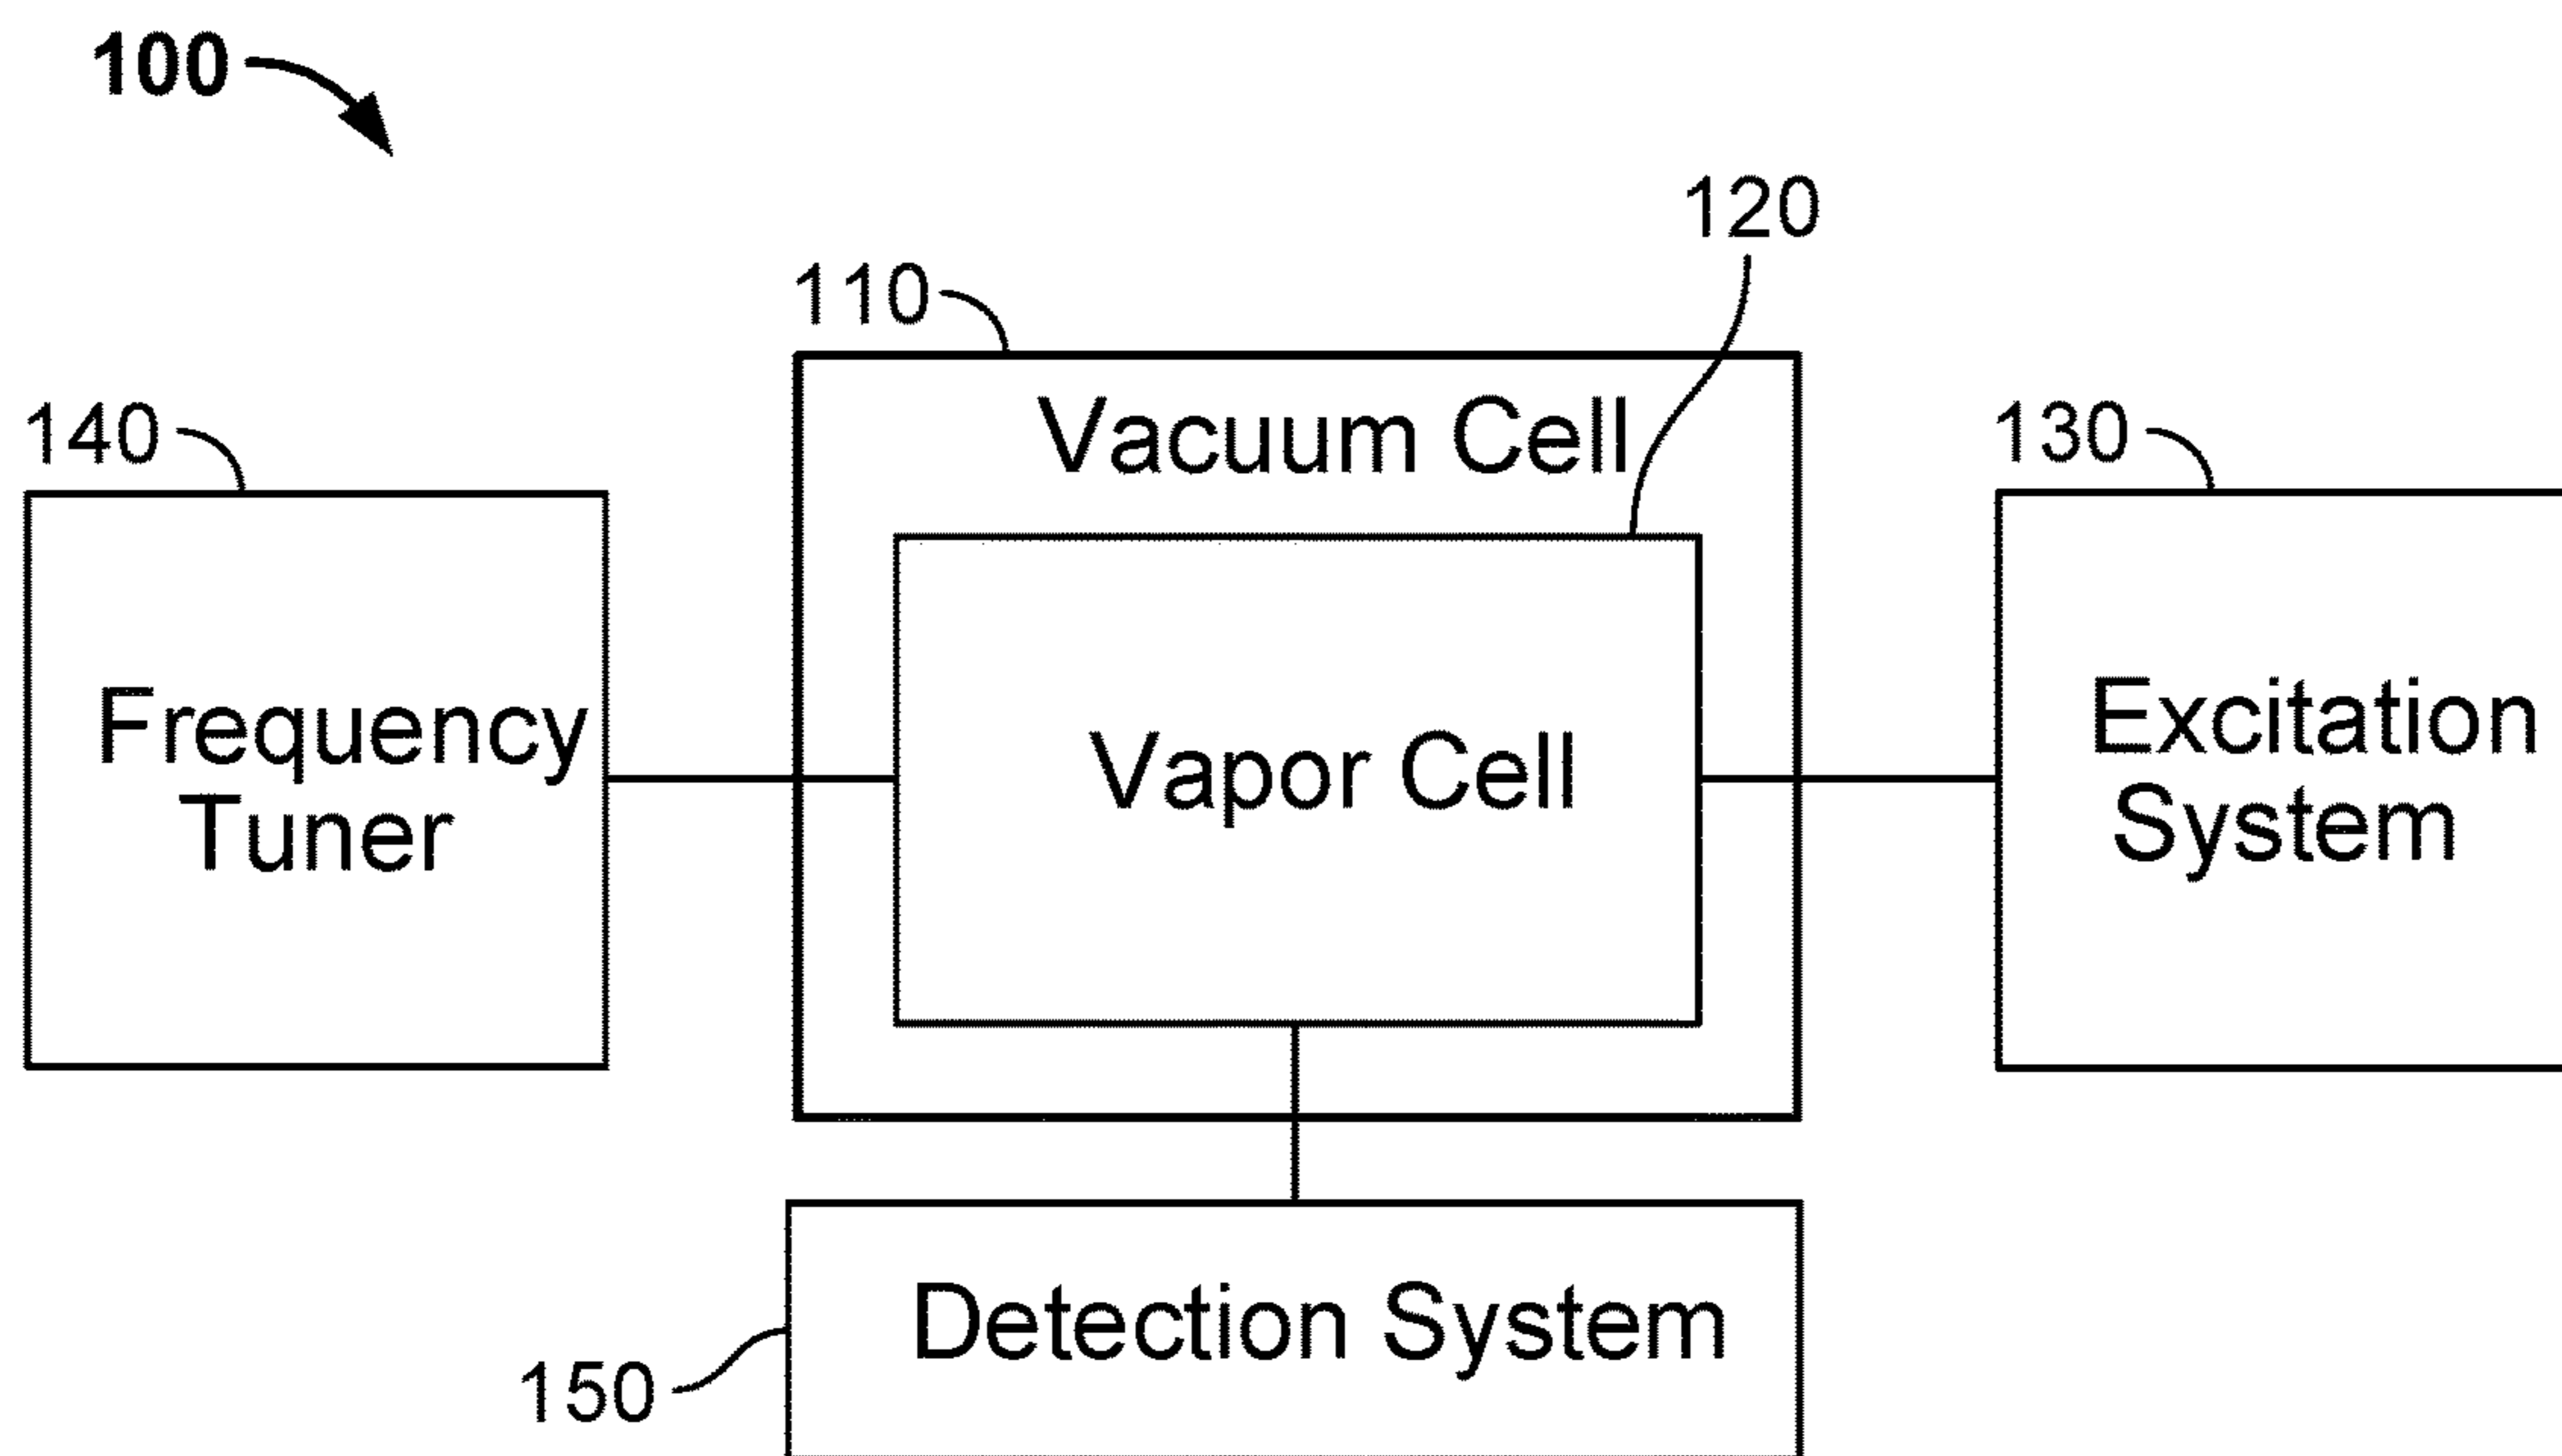 100
120
110
Vacuum Cell
140
130
Frequency
Tuner
Vapor Cell
Excitation
System
Detection System
150